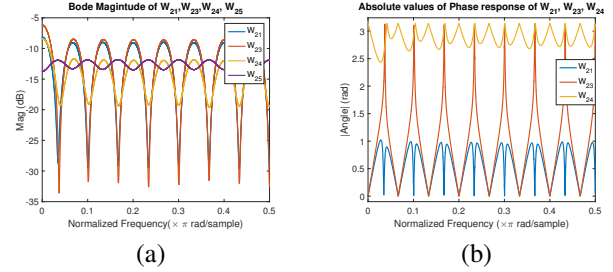 Bode Magintude of W21,W23,W24, W25
Mag (dB)
-5
-10
-15
-20
-25
-30
-35
0 0.1 0.2 0.3 0.4 0.5
Normalized Frequency(× π rad/sample)
W21
W23
W24
W25
(a)
Absolute values of Phase response of W21, W23, W24
|Angle| (rad)
3
2.5
2
1.5
1
0.5
0
0 0.1 0.2 0.3 0.4 0.5
Normalized Frequency (×π rad/sample)
W21
W23
W24
(b)